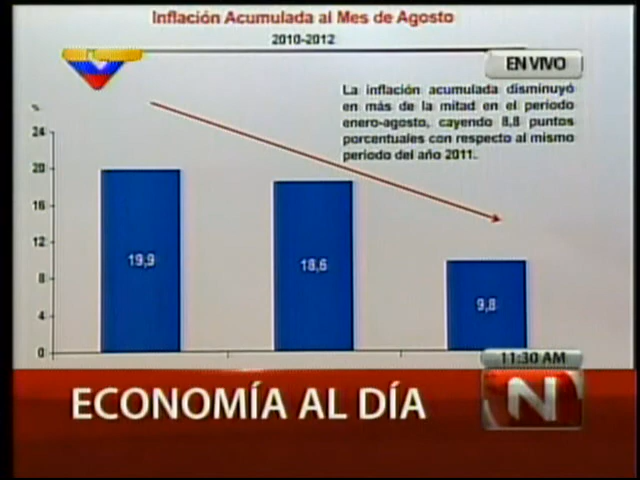 Inflación Acumulada al Mes de Agosto
2010-2012
EN VIVO
La inflación acumulada disminuyó
en más de la mitad en el periodo
enero-agosto, cayendo 8,8 puntos
porcentuales con respecto al mismo
periodo del año 2011.
%
24
20
16
12
8
4
0
19,9
18,6
9,8
11:30 AM
ECONOMÍA AL DÍA
N